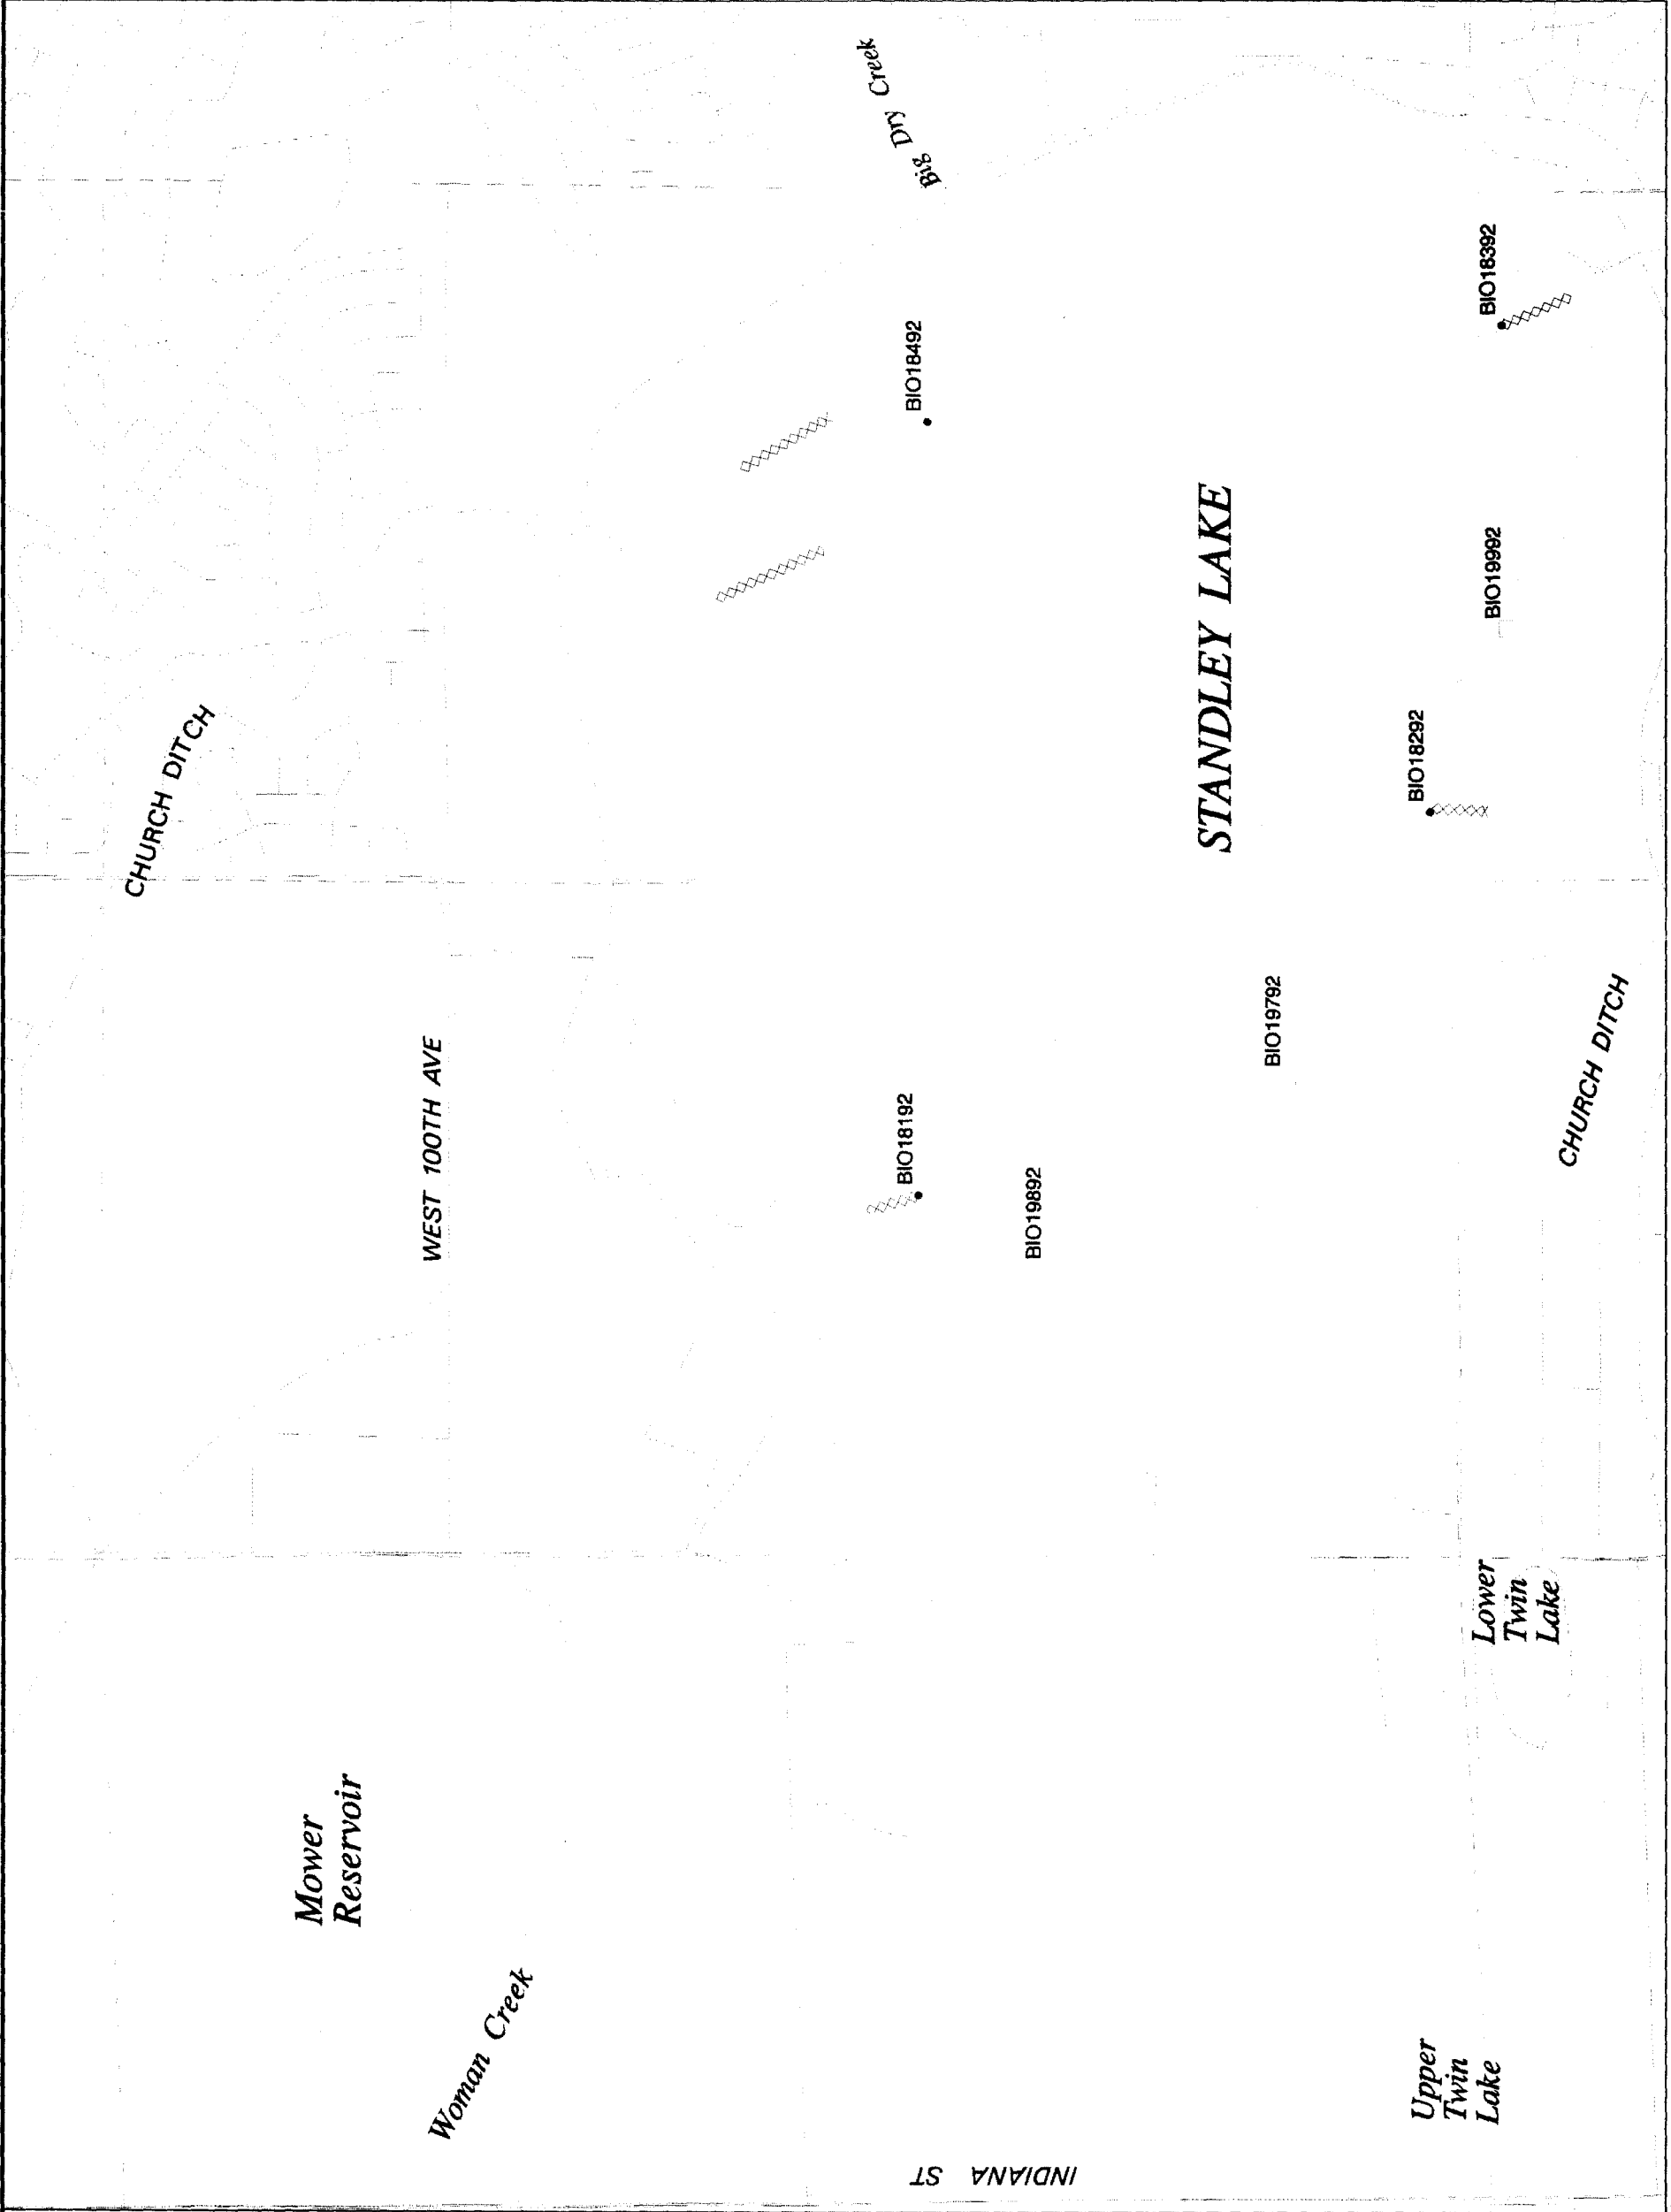 CHURCH DITCH
Big Dry Creek
WEST 100TH AVE
Mower
Reservoir
Woman Creek
BIO18492
BIO18192
BIO19892
STANDLEY LAKE
BIO19792
BIO18292
BIO19992
BIO18392
CHURCH DITCH
Lower
Twin
Lake
Upper
Twin
Lake
INDIANA ST